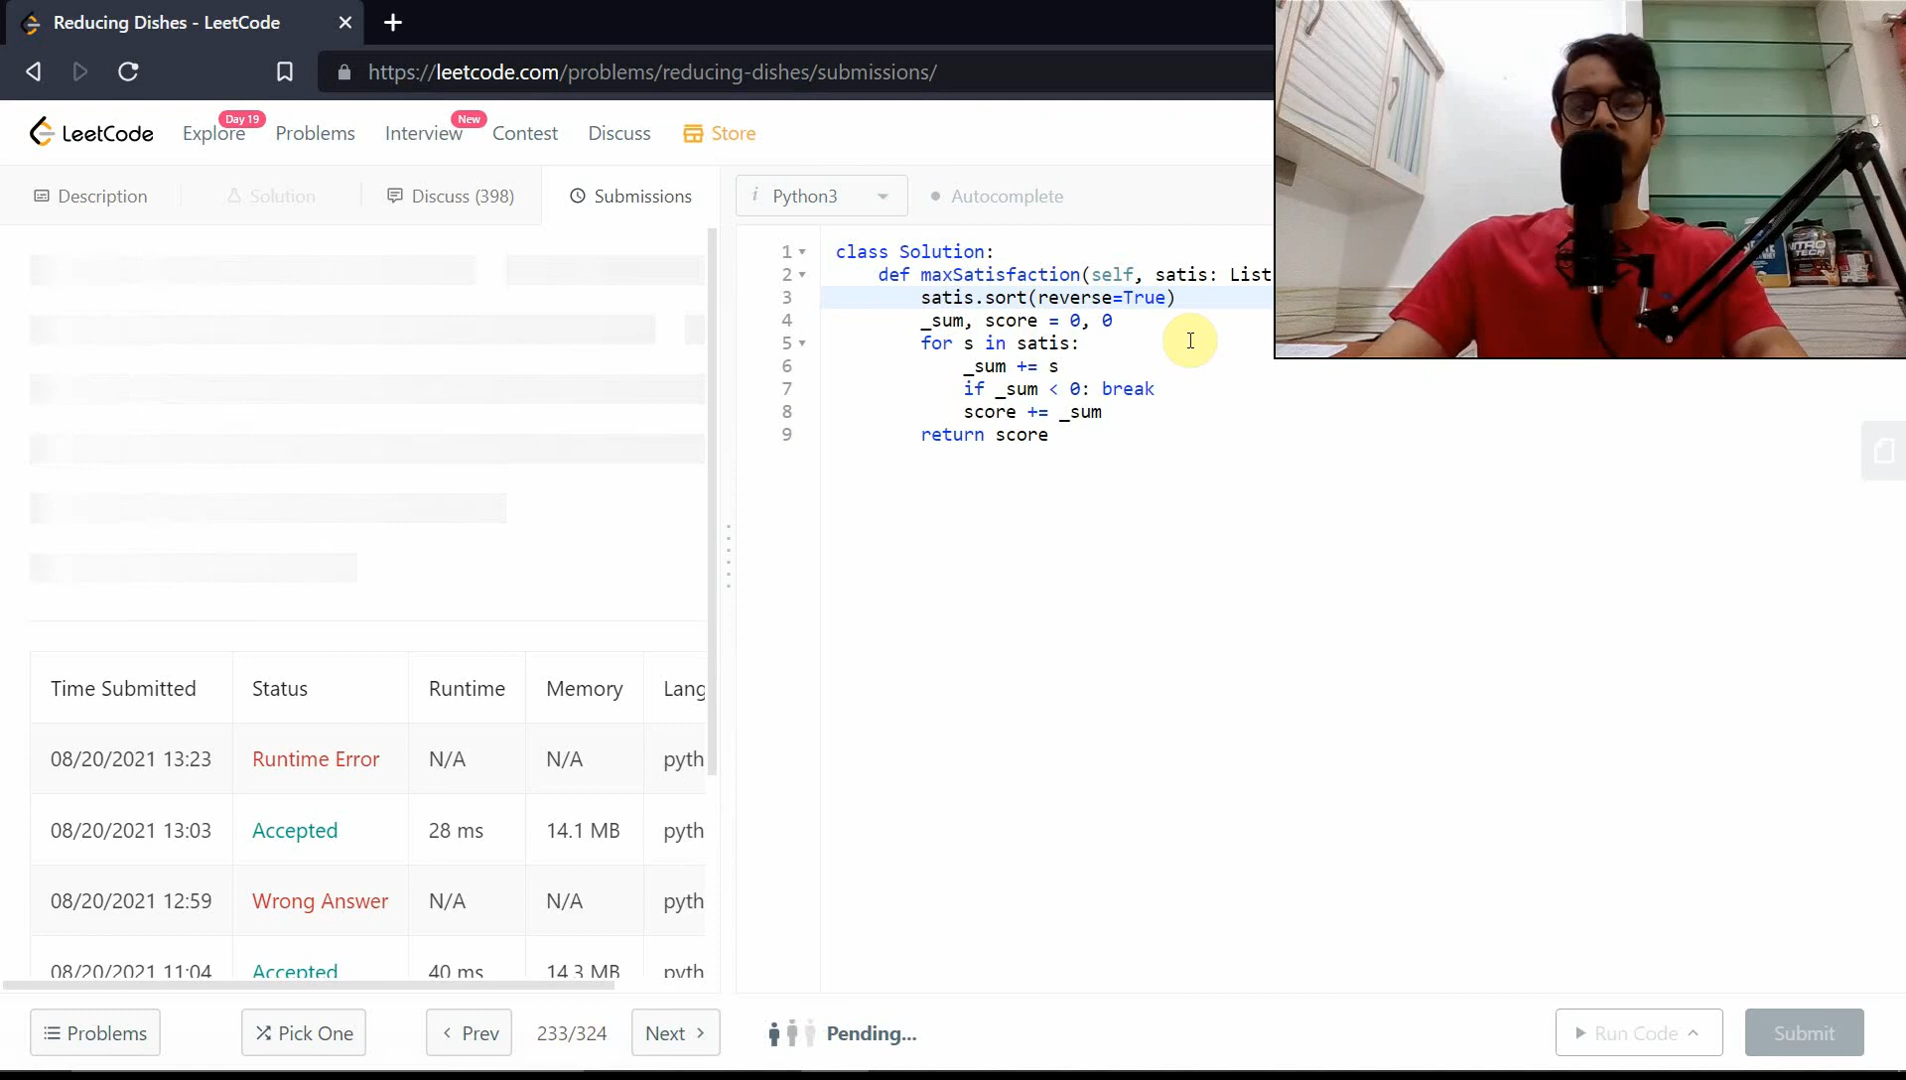 Reducing Dishes - LeetCode
https://leetcode.com/problems/reducing-dishes/submissions/
LeetCode
Explore
Day 19
Problems
Interview
New
Contest
Discuss
Store
Description
Solution
Discuss (398)
Submissions
i Python3
Autocomplete
1 class Solution:
2 def maxSatisfaction(self, satis: List
3 satis.sort(reverse=True)
4 _sum, score = 0, 0
5 for s in satis:
6 _sum += s
7 if _sum < 0: break
8 score += _sum
9 return score
Time Submitted Status Runtime Memory Lang
08/20/2021 13:23 Runtime Error N/A N/A pyth
08/20/2021 13:03 Accepted 28 ms 14.1 MB pyth
08/20/2021 12:59 Wrong Answer N/A N/A pyth
08/20/2021 11:04 Accepted 40 ms 14.3 MB pyth
Problems
Pick One
Prev
233/324
Next
Pending...
Run Code
Submit
NITRO
TECH